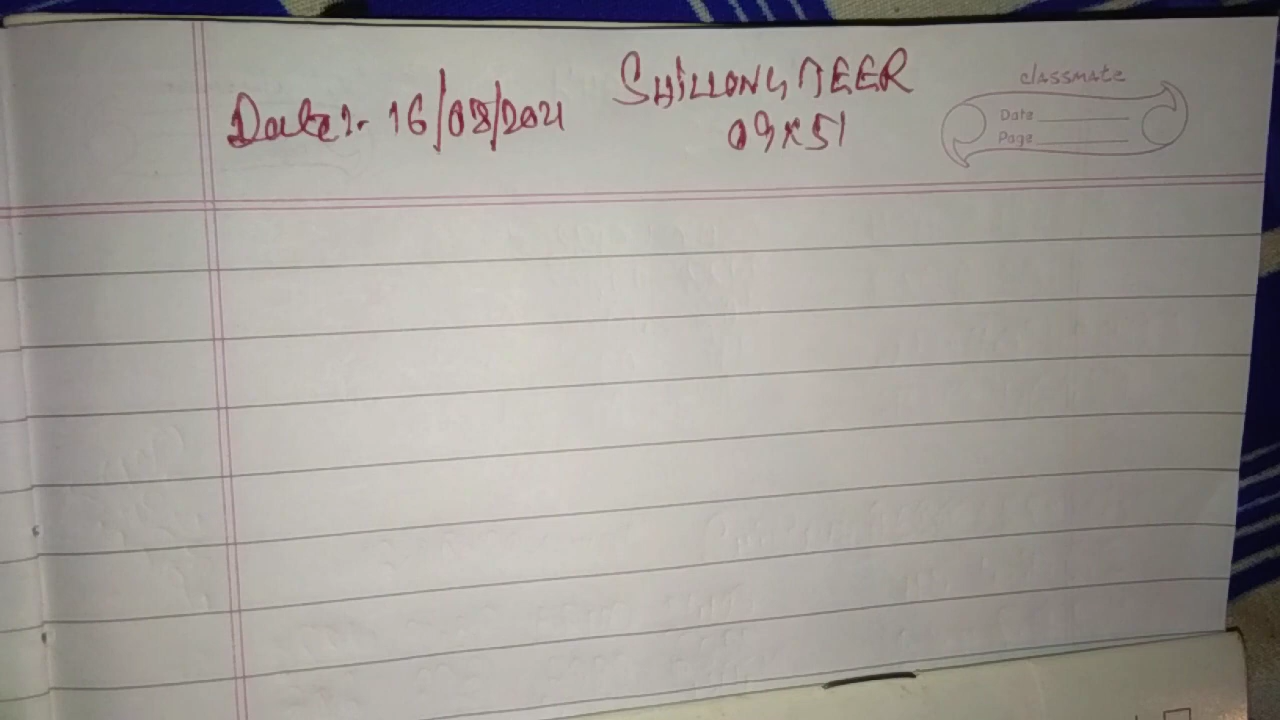 SHiLLONG TEER
Date:- 16/08/2021
09x51
classmate
Date
Page